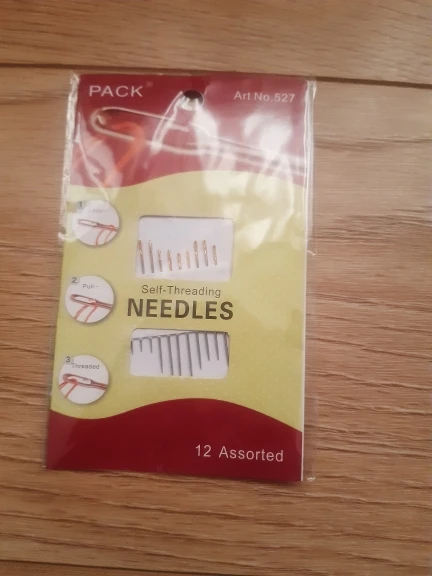 PACK
Art No.527
1
2
Pull
Self-Threading
NEEDLES
3
Threaded
12 Assorted